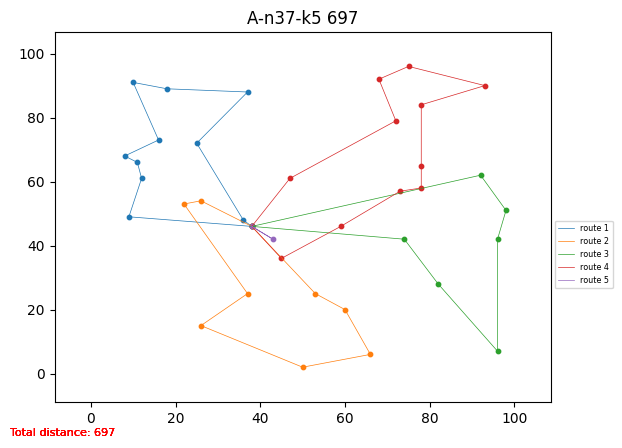 A-n37-k5 697
100
80
60
40
20
0
0 20 40 60 80 100
route 1
route 2
route 3
route 4
route 5
Total distance: 697